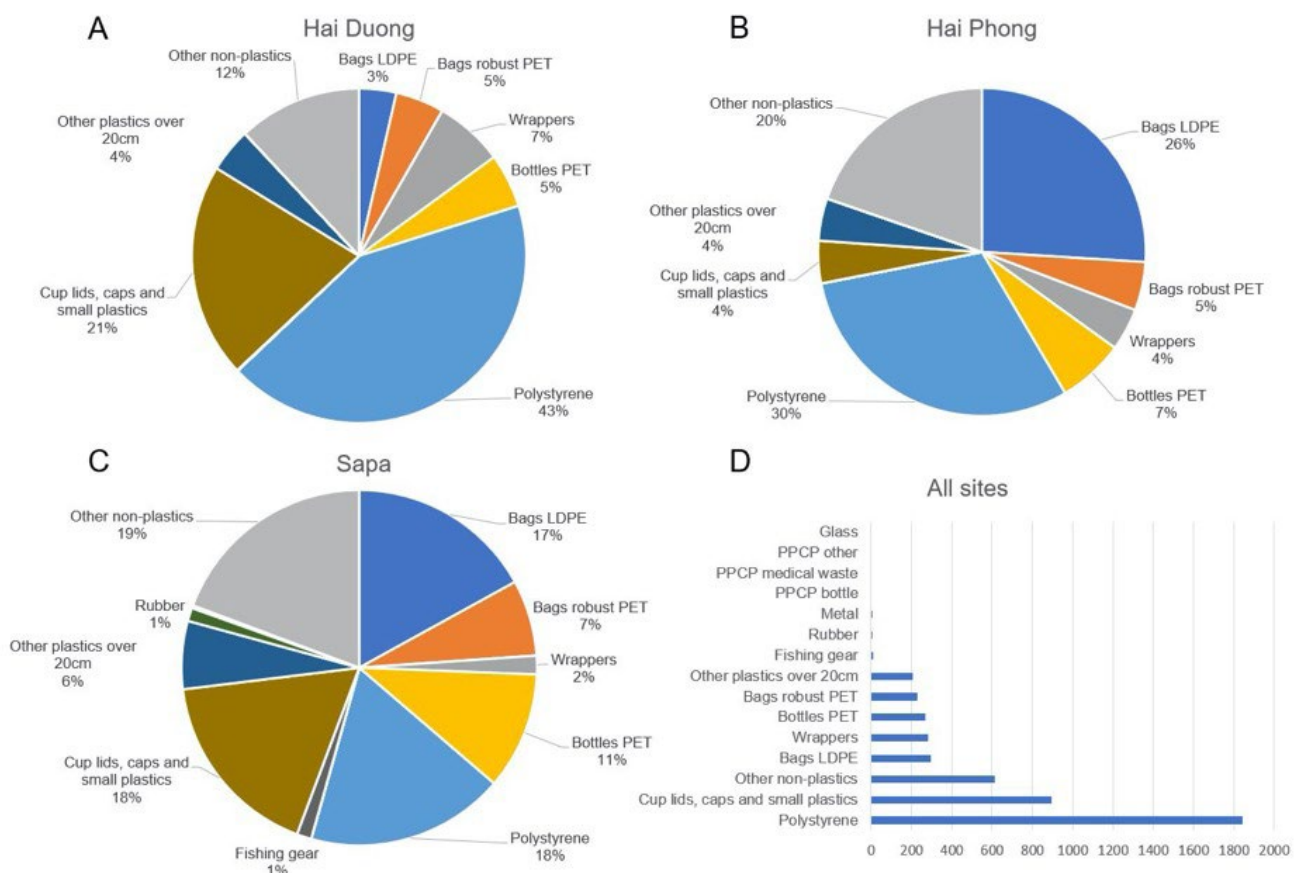 A
Hai Duong
Other non-plastics
12%
Bags LDPE
3%
Bags robust PET
5%
Wrappers
7%
Bottles PET
5%
Polystyrene
43%
Cup lids, caps and
small plastics
21%
Other plastics over
20cm
4%
B
Hai Phong
Other non-plastics
20%
Bags LDPE
26%
Bags robust PET
5%
Wrappers
4%
Bottles PET
7%
Polystyrene
30%
Cup lids, caps and
small plastics
4%
Other plastics over
20cm
4%
C
Sapa
Other non-plastics
19%
Bags LDPE
17%
Bags robust PET
7%
Wrappers
2%
Bottles PET
11%
Polystyrene
18%
Fishing gear
1%
Cup lids, caps and
small plastics
18%
Other plastics over
20cm
6%
Rubber
1%
D
All sites
Glass
PPCP other
PPCP medical waste
PPCP bottle
Metal
Rubber
Fishing gear
Other plastics over 20cm
Bags robust PET
Bottles PET
Wrappers
Bags LDPE
Other non-plastics
Cup lids, caps and small plastics
Polystyrene
0 200 400 600 800 1000 1200 1400 1600 1800 2000